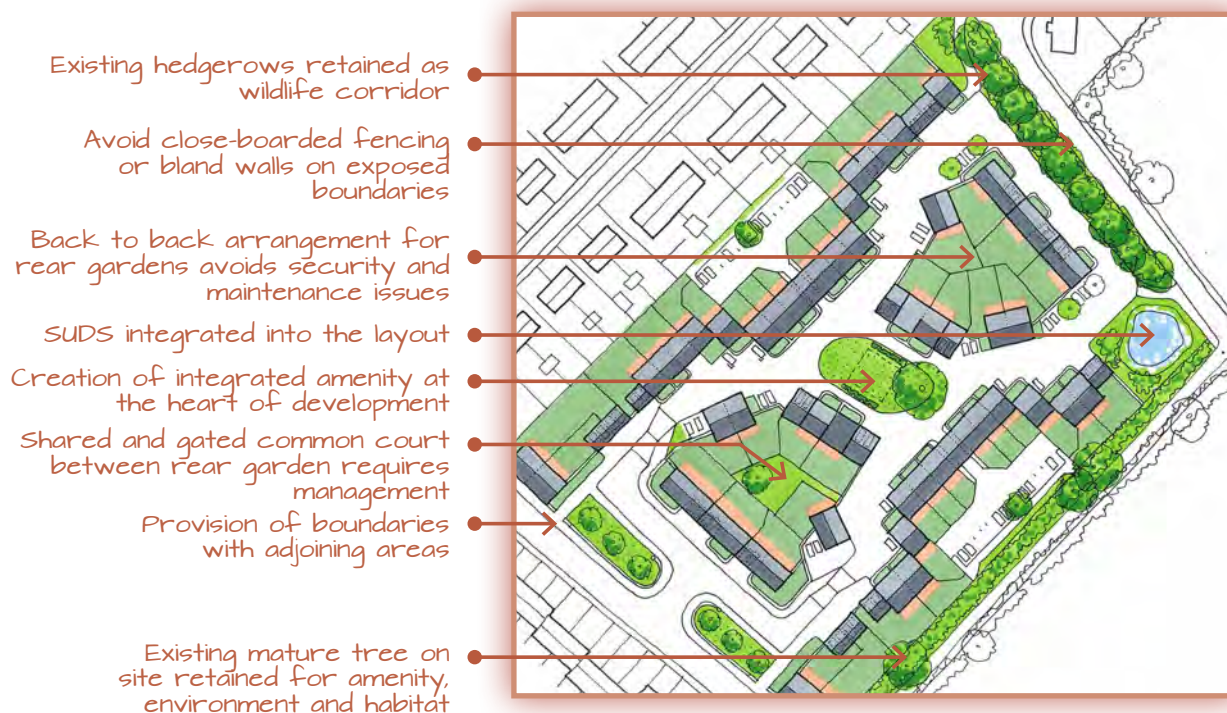 Existing hedgerows retained as
wildlife corridor
Avoid close-boarded fencing
or bland walls on exposed
boundaries
Back to back arrangement for
rear gardens avoids security and
maintenance issues
SUDS integrated into the layout
Creation of integrated amenity at
the heart of development
Shared and gated common court
between rear garden requires
management
Provision of boundaries
with adjoining areas
Existing mature tree on
site retained for amenity,
environment and habitat